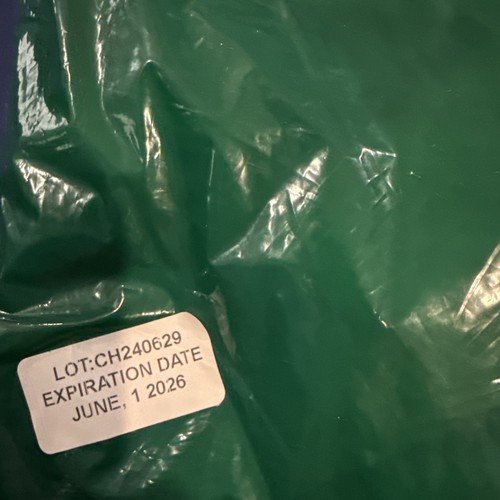 LOT:CH240629
EXPIRATION DATE
JUNE, 1 2026